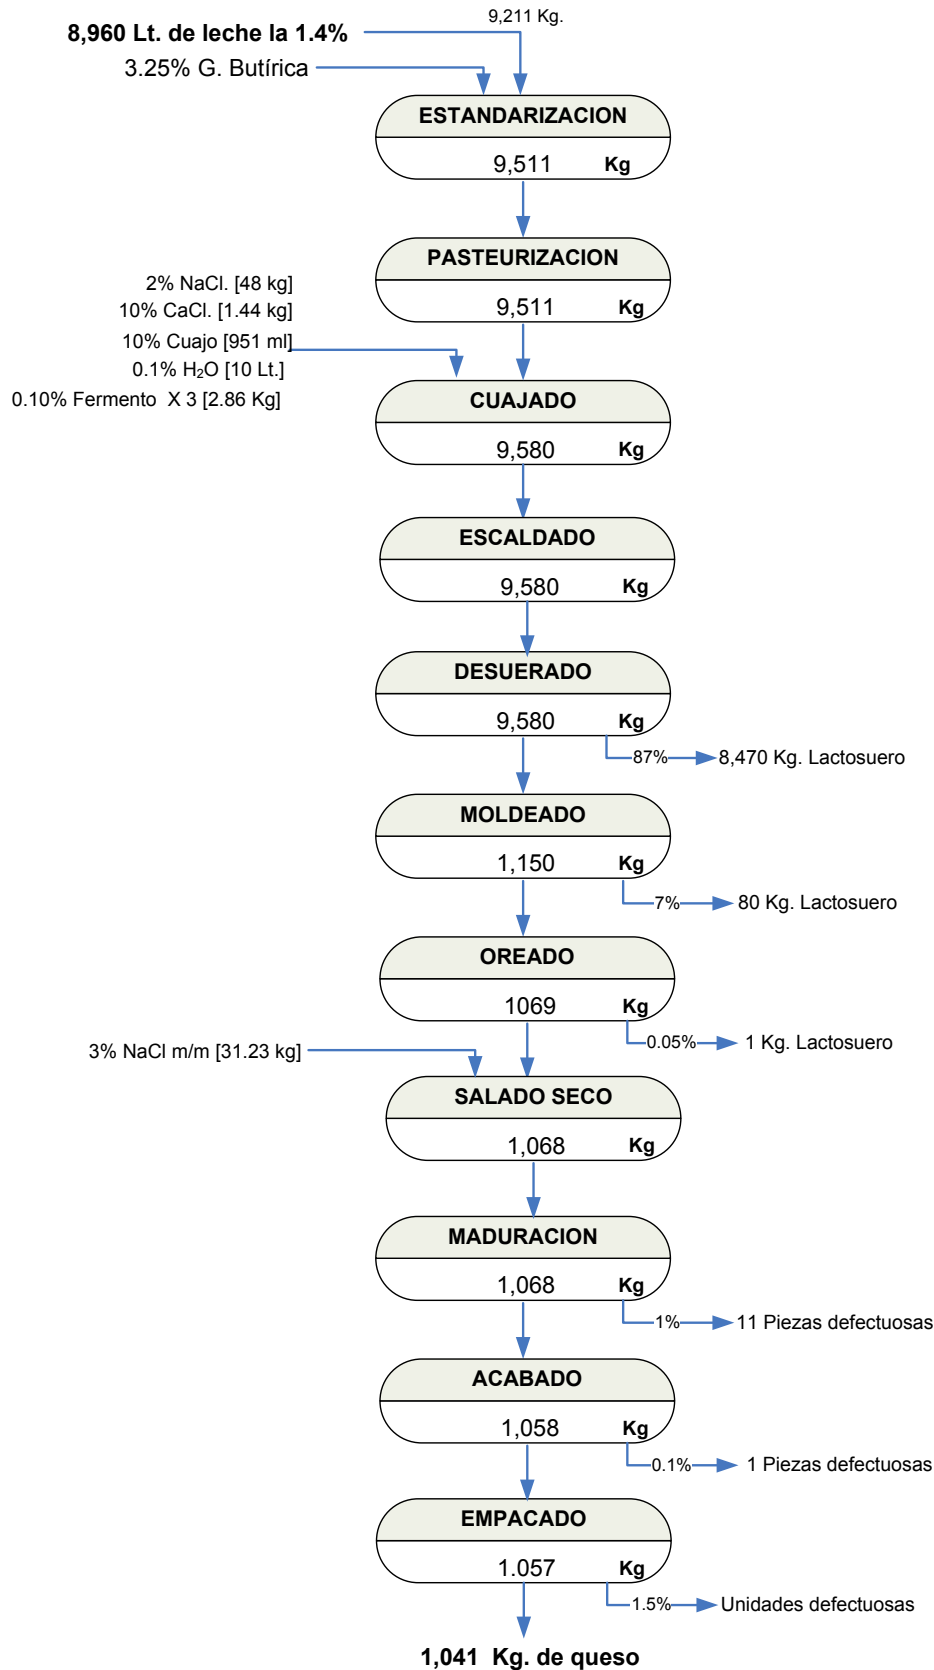 9,211 Kg.
8,960 Lt. de leche la 1.4%
3.25% G. Butírica
ESTANDARIZACION
9,511 Kg
PASTEURIZACION
9,511 Kg
2% NaCl. [48 kg]
10% CaCl. [1.44 kg]
10% Cuajo [951 ml]
0.1% H₂O [10 Lt.]
0.10% Fermento X 3 [2.86 Kg]
CUAJADO
9,580 Kg
ESCALDADO
9,580 Kg
DESUERADO
9,580 Kg
87% 8,470 Kg. Lactosuero
MOLDEADO
1,150 Kg
7% 80 Kg. Lactosuero
OREADO
1069 Kg
0.05% 1 Kg. Lactosuero
3% NaCl m/m [31.23 kg]
SALADO SECO
1,068 Kg
MADURACION
1,068 Kg
1% 11 Piezas defectuosas
ACABADO
1,058 Kg
0.1% 1 Piezas defectuosas
EMPACADO
1.057 Kg
1.5% Unidades defectuosas
1,041 Kg. de queso